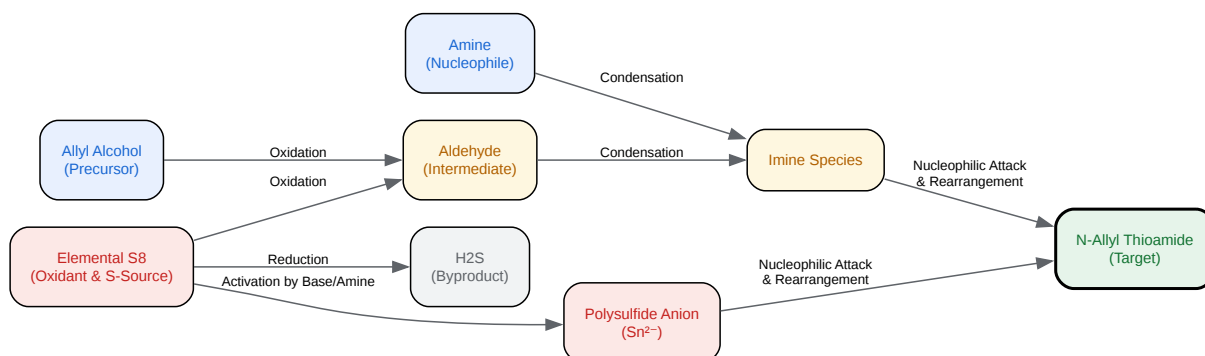 Amine
(Nucleophile)
Condensation
Allyl Alcohol
(Precursor)
Oxidation
Aldehyde
(Intermediate)
Condensation
Imine Species
Nucleophilic Attack
& Rearrangement
Oxidation
Elemental S8
(Oxidant & S-Source)
Reduction
Activation by Base/Amine
H2S
(Byproduct)
Nucleophilic Attack
& Rearrangement
N-Allyl Thioamide
(Target)
Polysulfide Anion
(Sn²⁻)